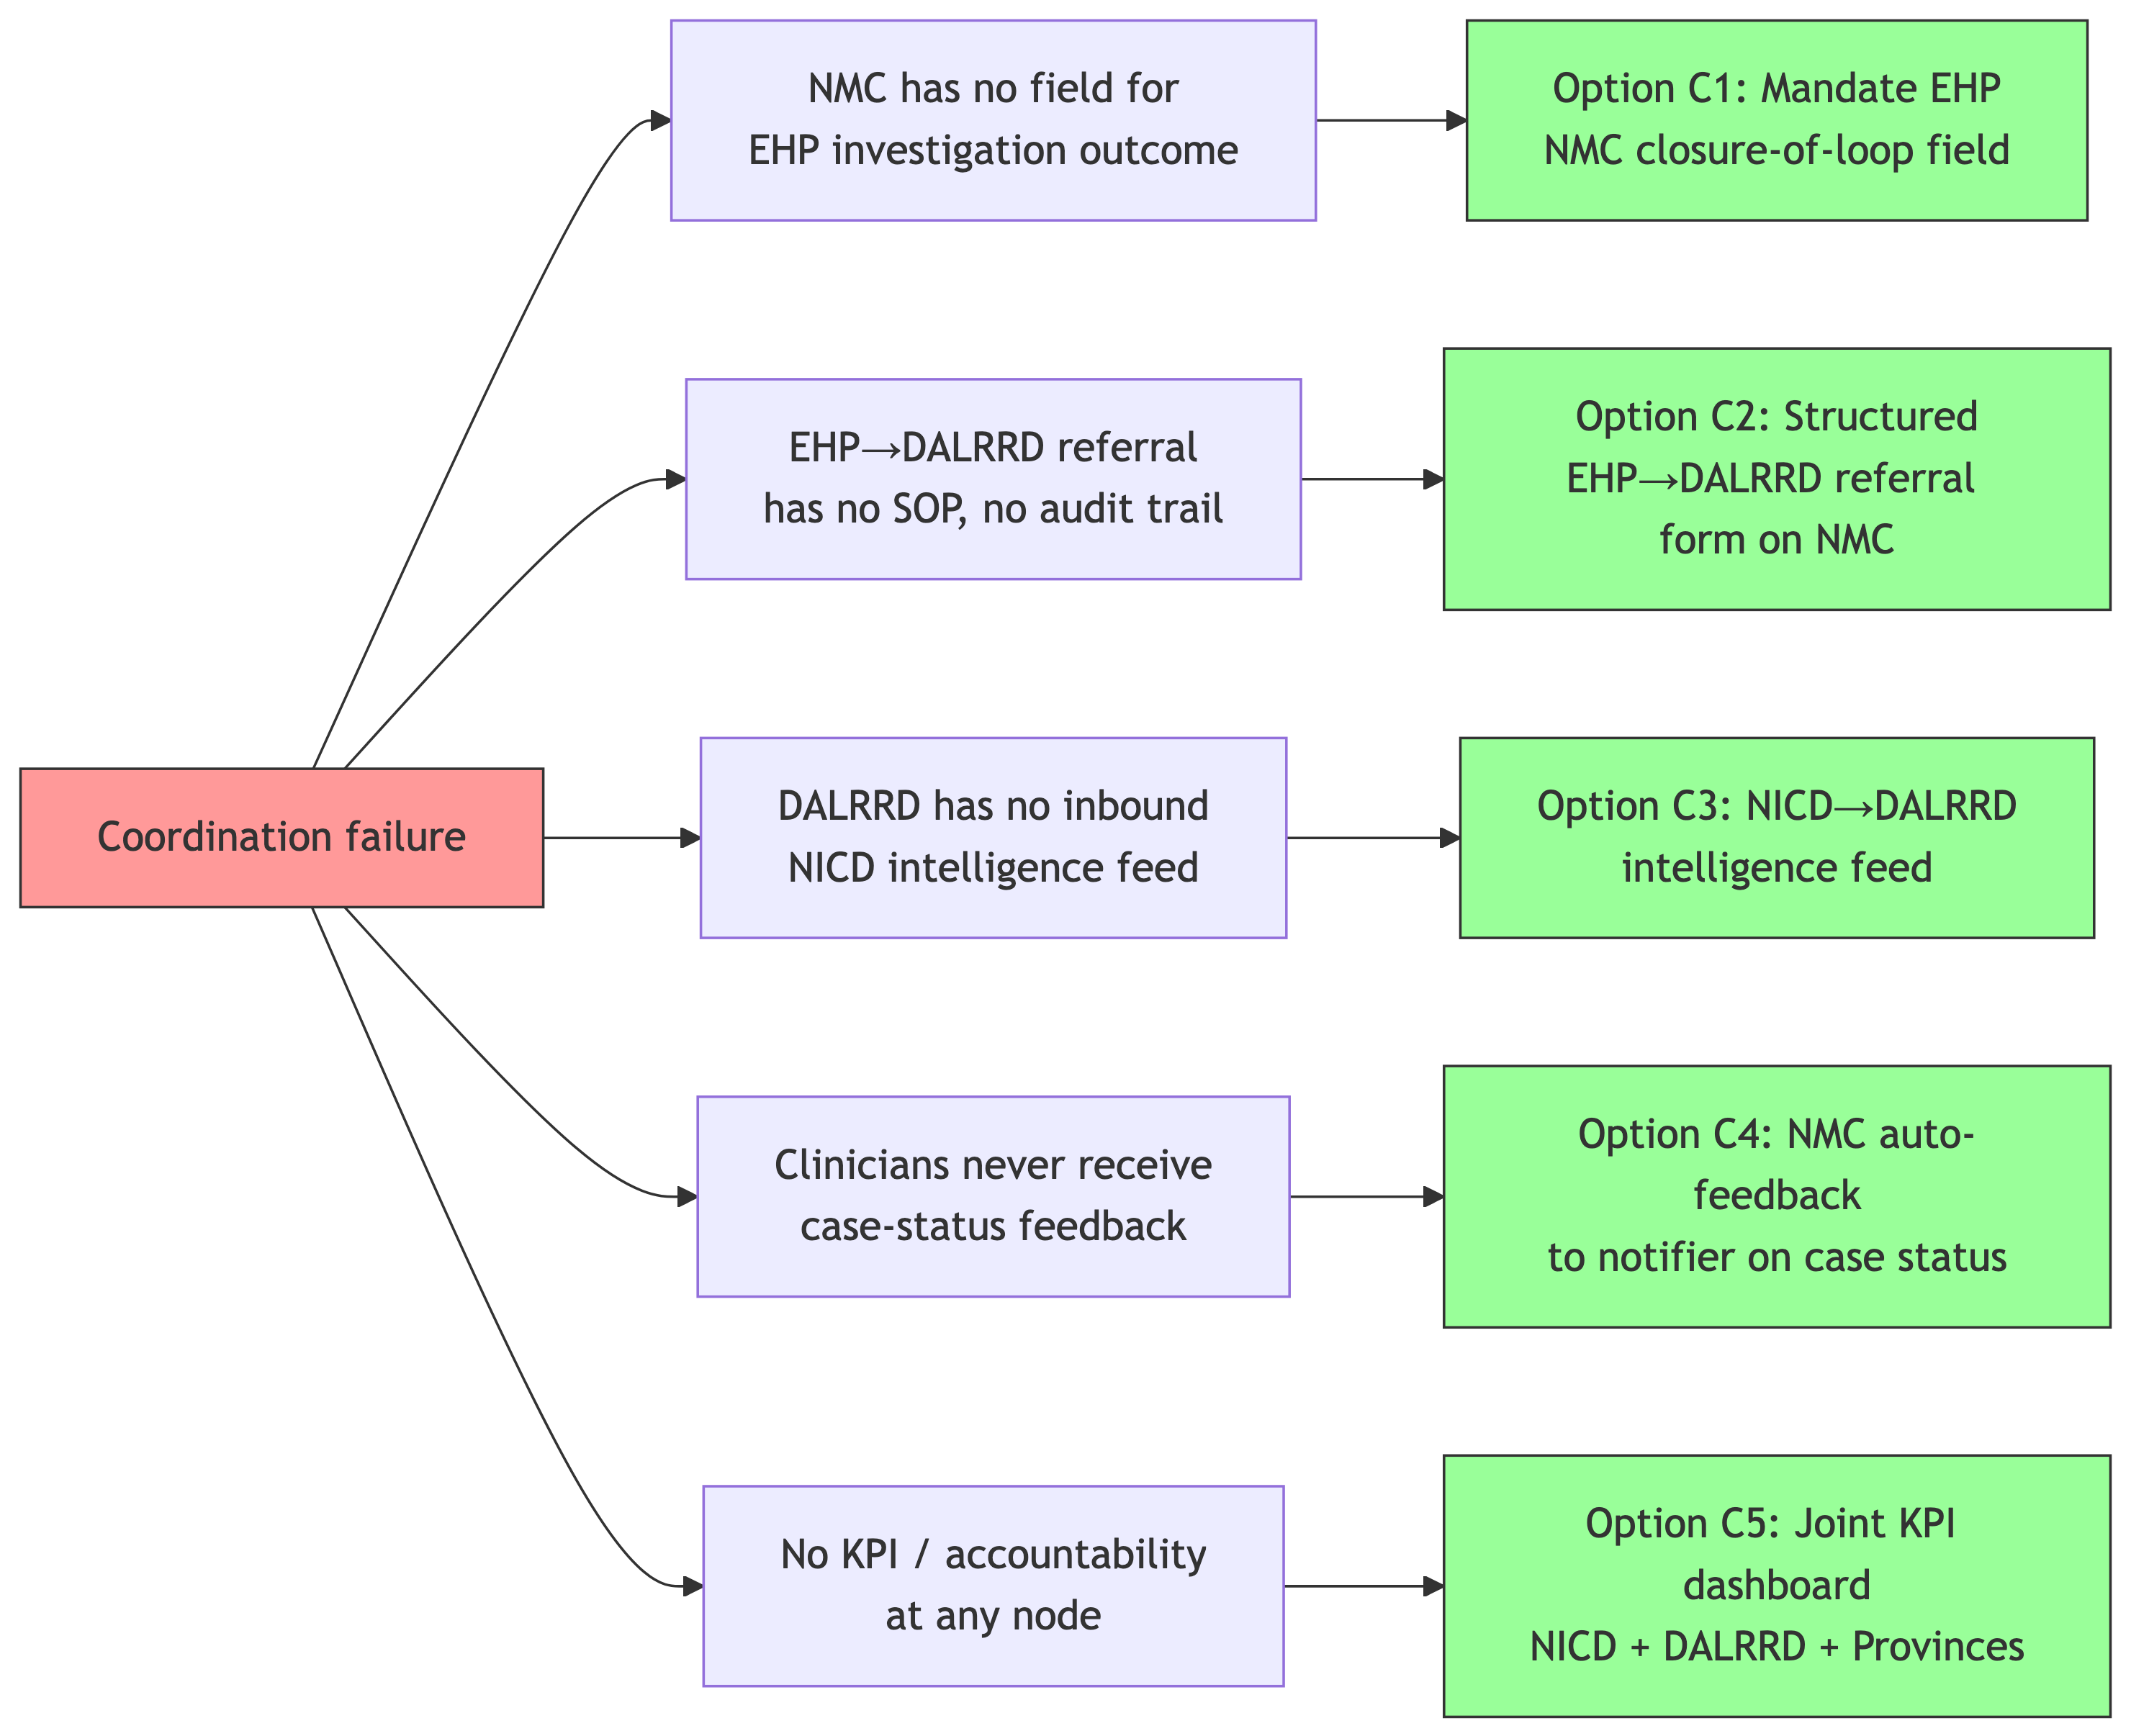 NMC has no field for
EHP investigation outcome
Option C1: Mandate EHP
NMC closure-of-loop field
EHP→DALRRD referral
has no SOP, no audit trail
Option C2: Structured
EHP→DALRRD referral
form on NMC
Coordination failure
DALRRD has no inbound
NICD intelligence feed
Option C3: NICD→DALRRD
intelligence feed
Clinicians never receive
case-status feedback
Option C4: NMC auto-
feedback
to notifier on case status
No KPI / accountability
at any node
Option C5: Joint KPI
dashboard
NICD + DALRRD + Provinces